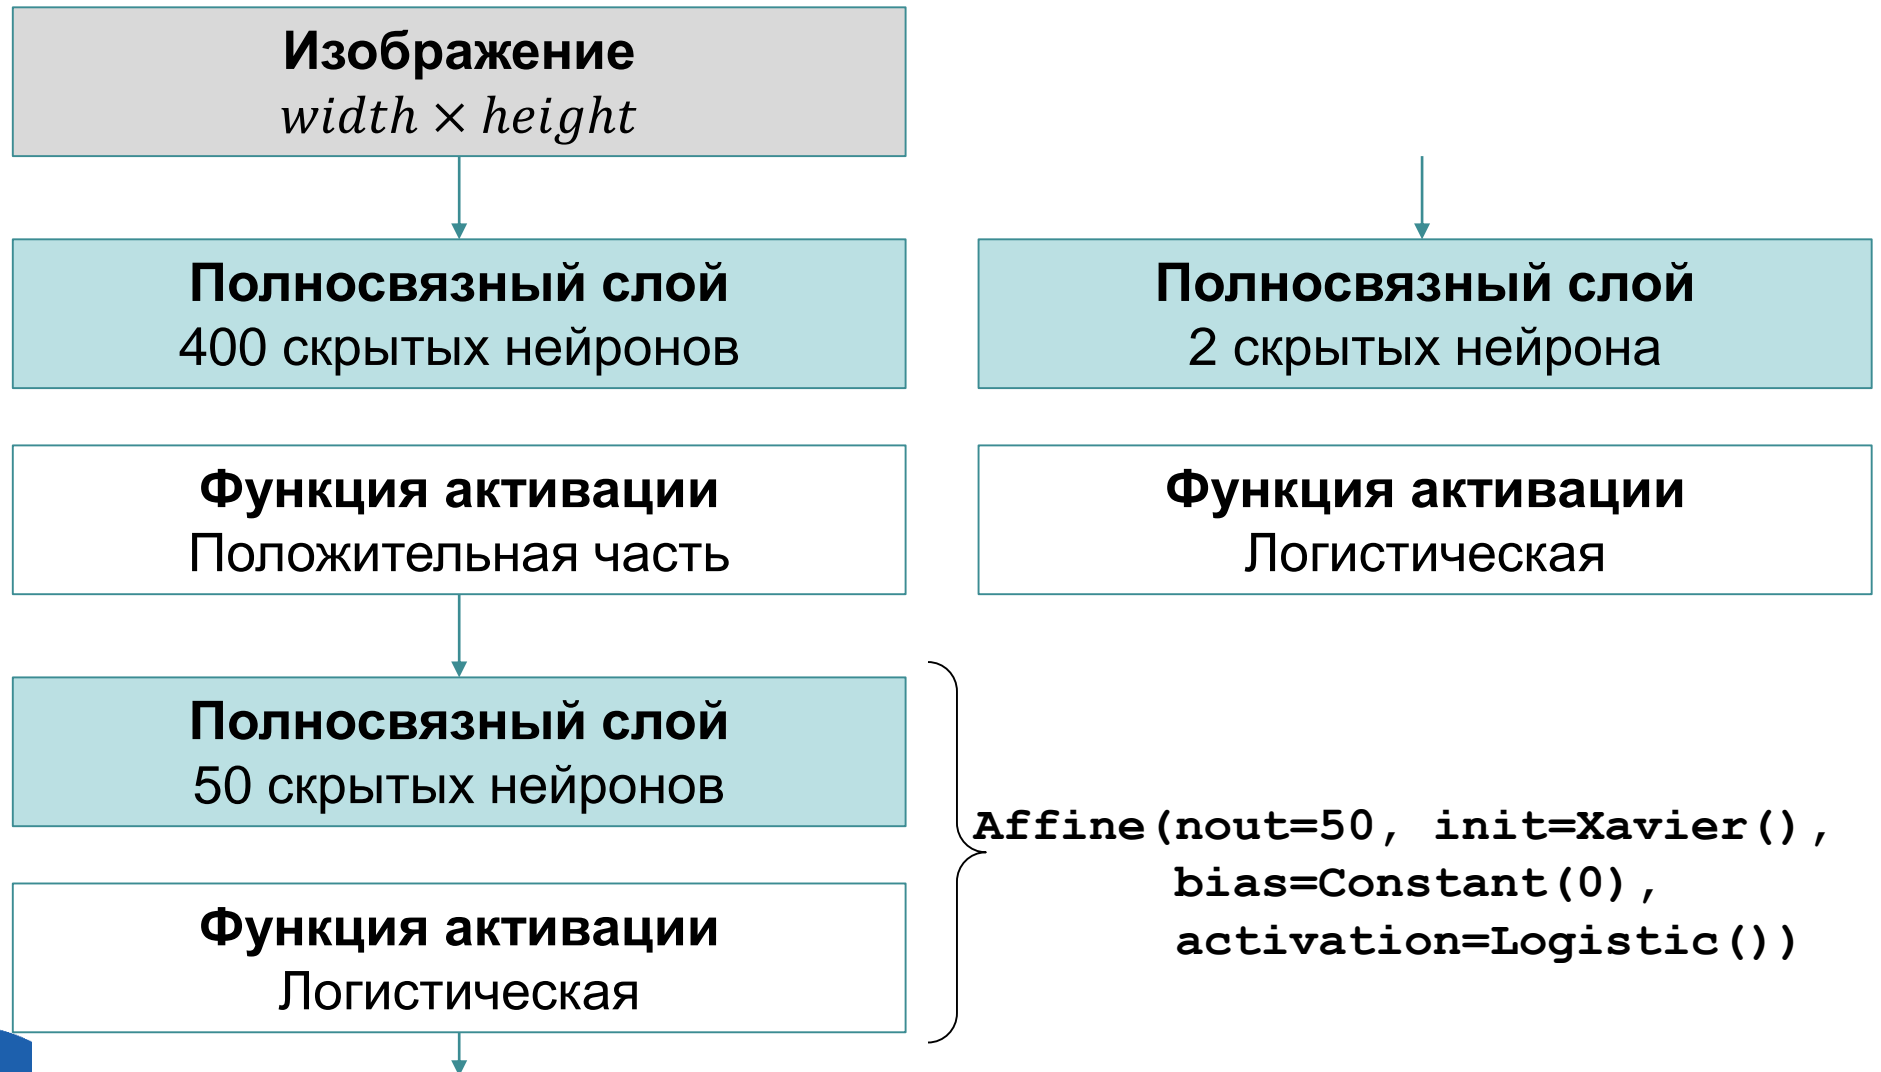 Изображение
width × height
Полносвязный слой
400 скрытых нейронов
Функция активации
Положительная часть
Полносвязный слой
50 скрытых нейронов
Функция активации
Логистическая
Полносвязный слой
2 скрытых нейрона
Функция активации
Логистическая
Affine(nout=50, init=Xavier(),
bias=Constant(0),
activation=Logistic())